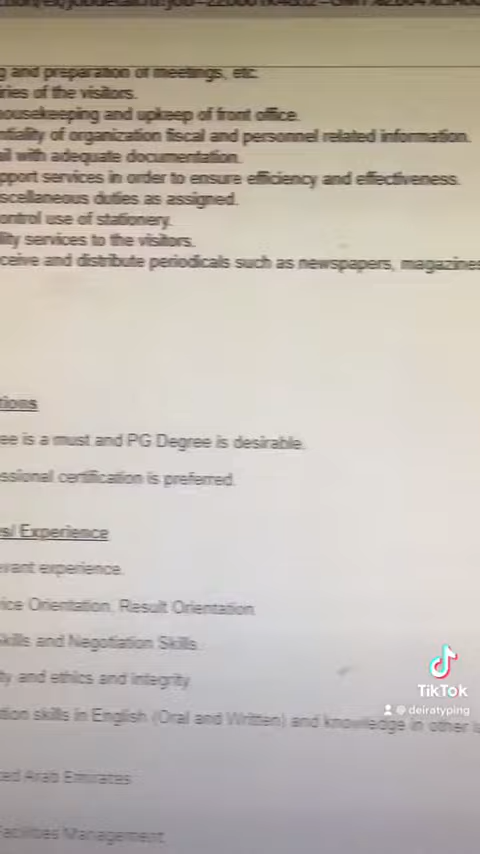 g and preparation of meetings, etc.
ries of the visitors.
housekeeping and upkeep of front office.
ntiality of organization fiscal and personnel related information.
il with adequate documentation.
pport services in order to ensure efficiency and effectiveness.
scellaneous duties as assigned.
ontrol use of stationery.
lity services to the visitors.
ceive and distribute periodicals such as newspapers, magazines
tions
ee is a must and PG Degree is desirable.
ssional certification is preferred.
s/ Experience
evant experience.
ice Orientation, Result Orientation
kills and Negotiation Skills.
ty and ethics and integrity
tion skills in English (Oral and Written) and knowledge in other
TikTok
@deiratyping
ted Arab Emirates
Facilities Management